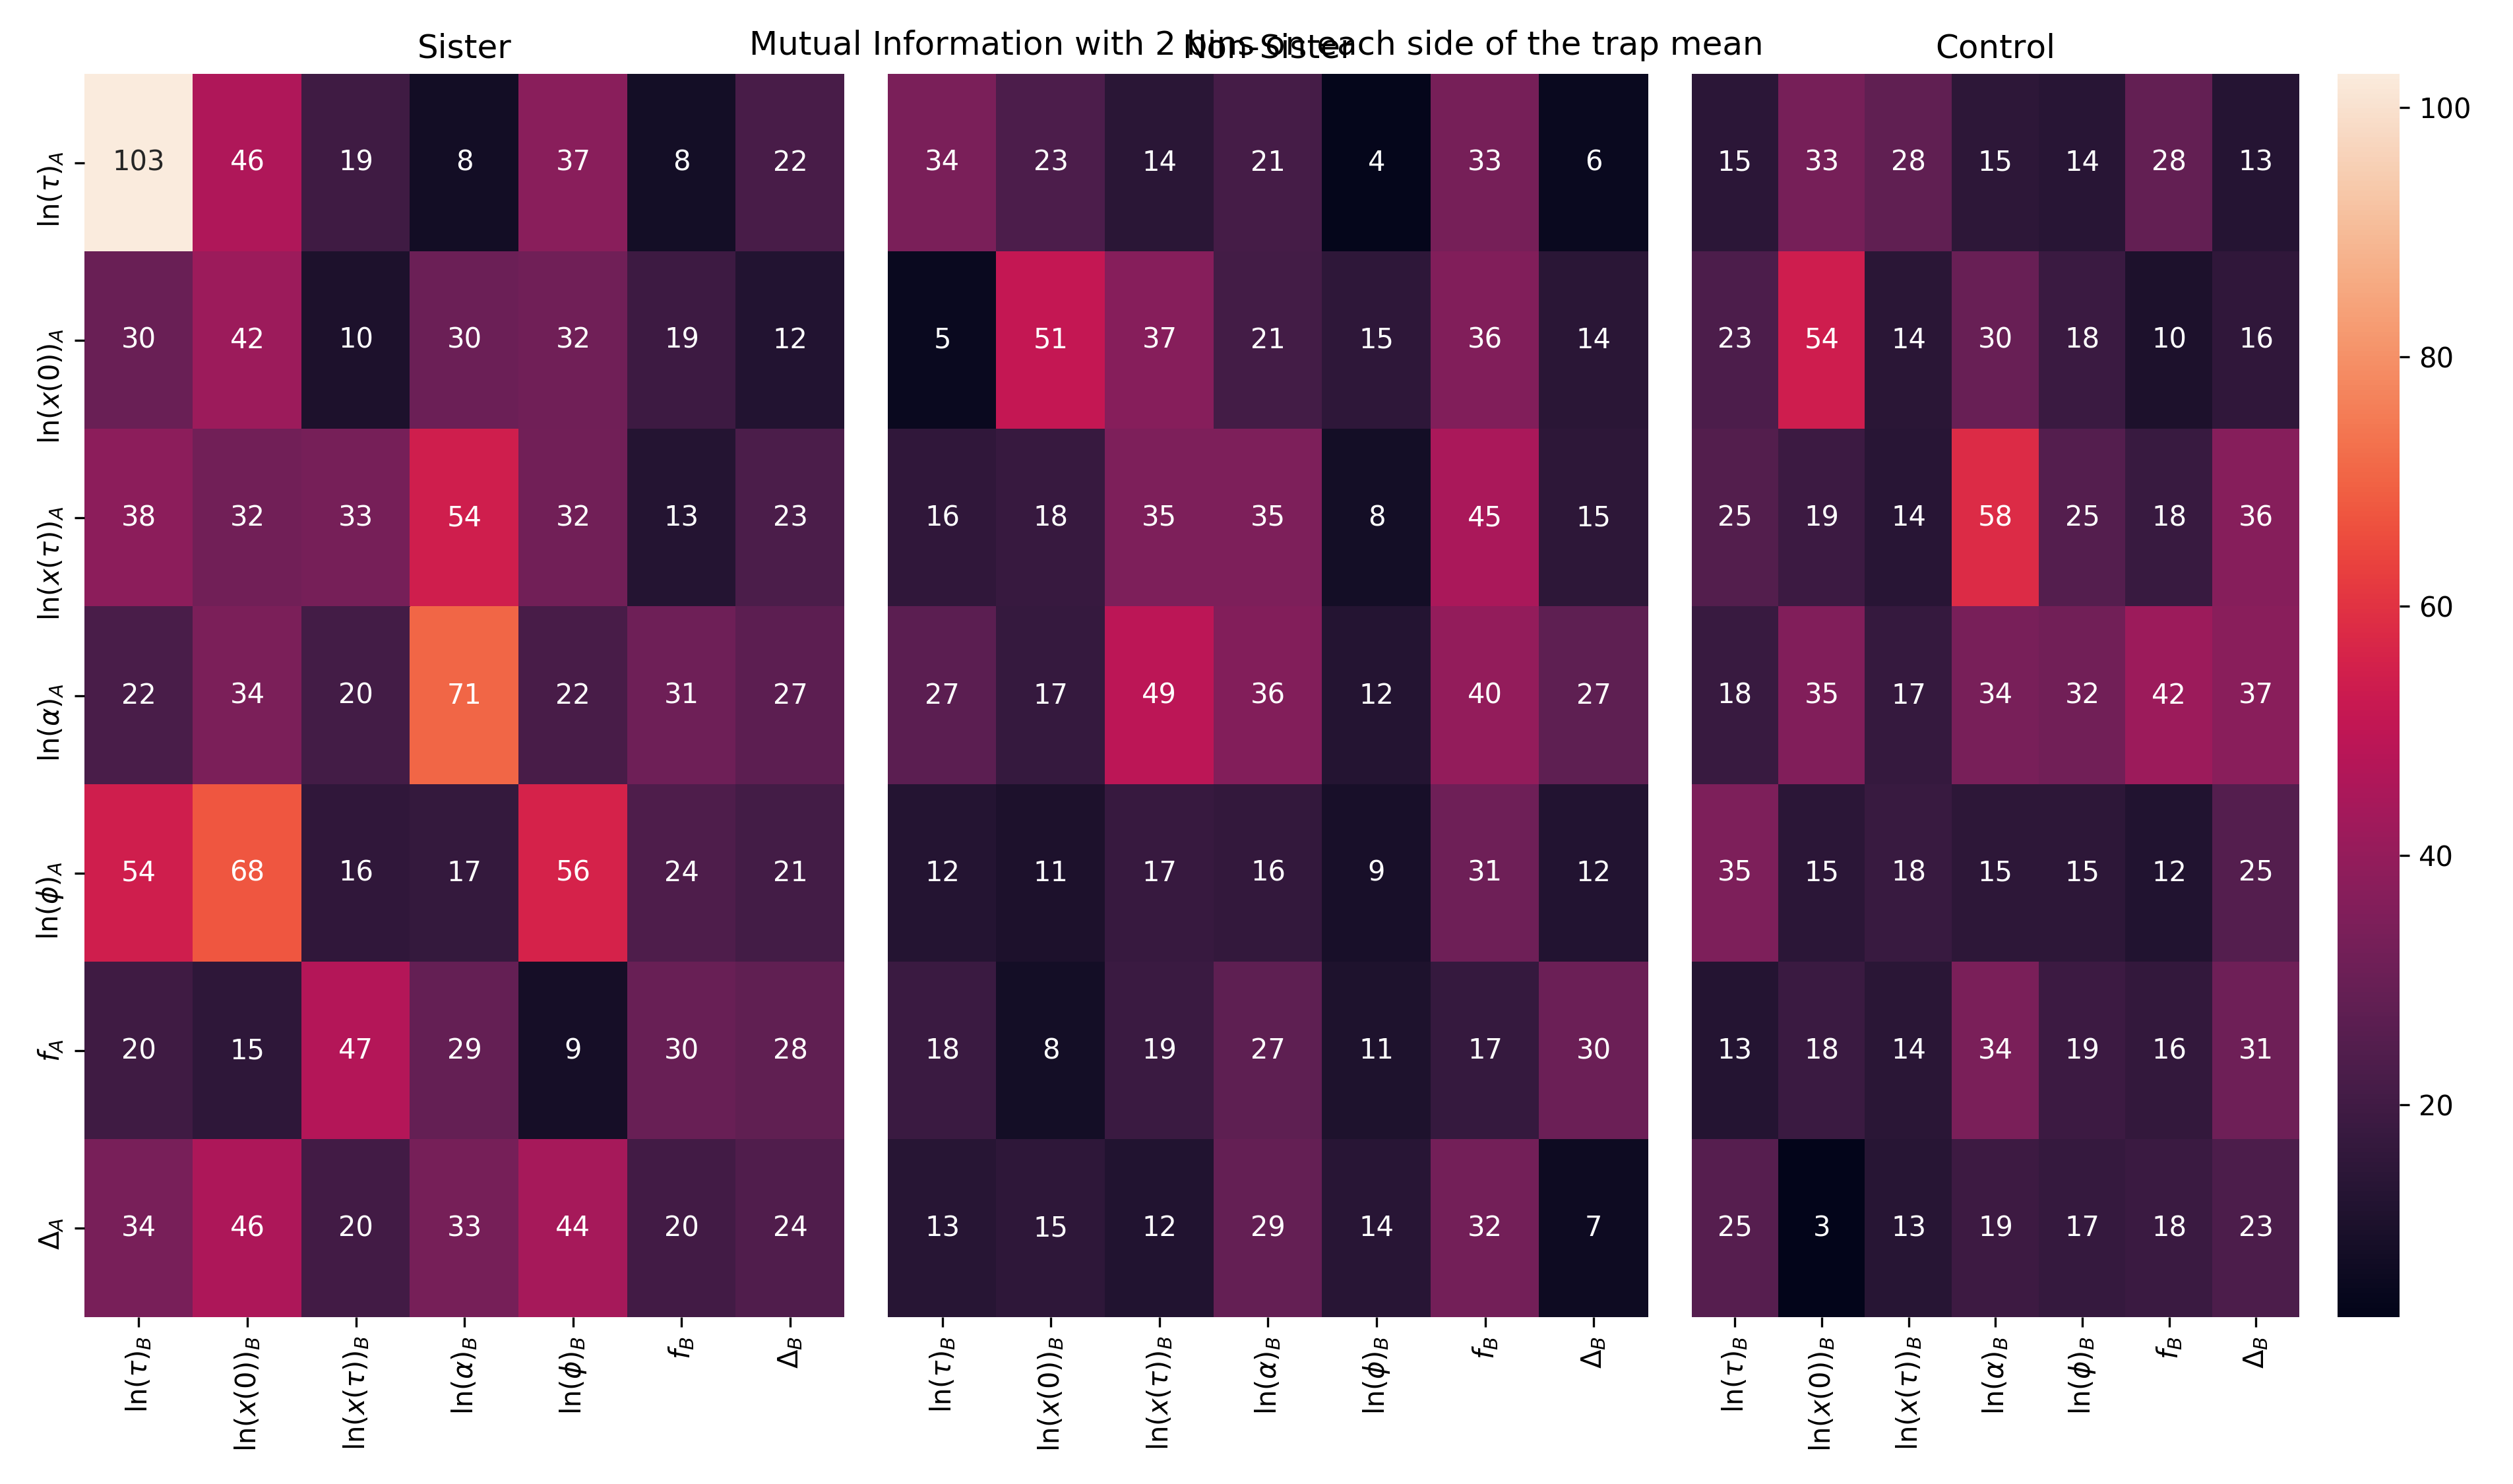 Mutual Information with 2 bins on each side of the trap mean
Sister
Non-Sister
Control
ln(τ)_A 103 46 19 8 37 8 22 34 23 14 21 4 33 6 15 33 28 15 14 28 13
ln(x(0))_A 30 42 10 30 32 19 12 5 51 37 21 15 36 14 23 54 14 30 18 10 16
ln(x(τ))_A 38 32 33 54 32 13 23 16 18 35 35 8 45 15 25 19 14 58 25 18 36
ln(α)_A 22 34 20 71 22 31 27 27 17 49 36 12 40 27 18 35 17 34 32 42 37
ln(ϕ)_A 54 68 16 17 56 24 21 12 11 17 16 9 31 12 35 15 18 15 15 12 25
f_A 20 15 47 29 9 30 28 18 8 19 27 11 17 30 13 18 14 34 19 16 31
Δ_A 34 46 20 33 44 20 24 13 15 12 29 14 32 7 25 3 13 19 17 18 23
ln(τ)_B ln(x(0))_B ln(x(τ))_B ln(α)_B ln(ϕ)_B f_B Δ_B ln(τ)_B ln(x(0))_B ln(x(τ))_B ln(α)_B ln(ϕ)_B f_B Δ_B ln(τ)_B ln(x(0))_B ln(x(τ))_B ln(α)_B ln(ϕ)_B f_B Δ_B
100
80
60
40
20